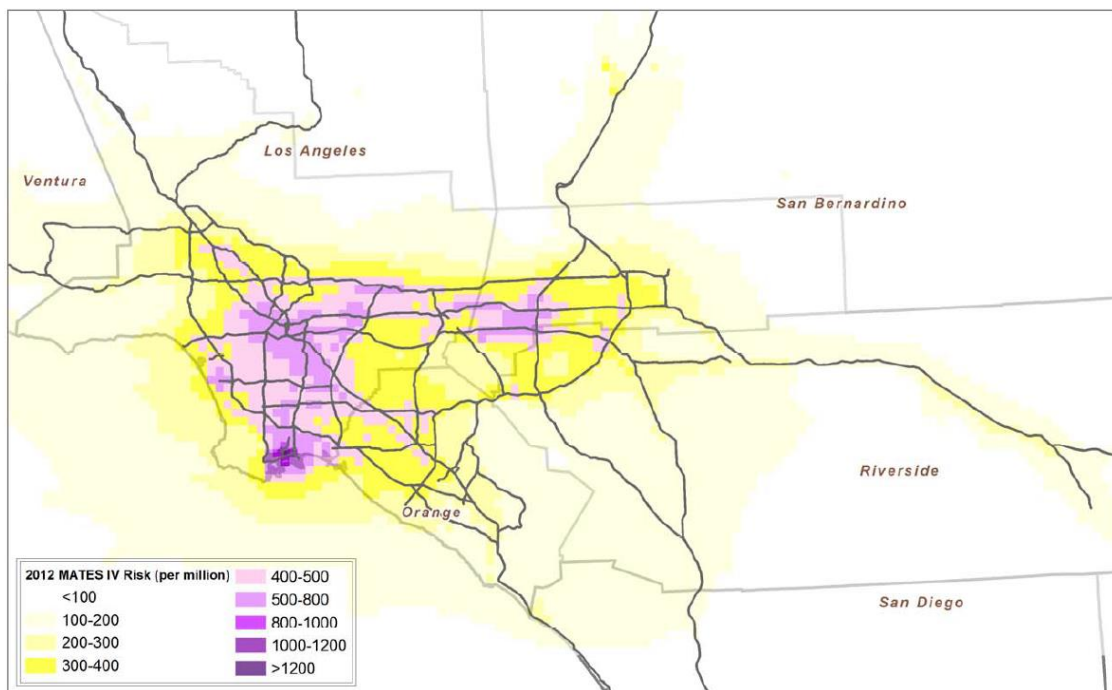 Los Angeles
Ventura
San Bernardino
Riverside
Orange
San Diego
2012 MATES IV Risk (per million)
<100
100-200
200-300
300-400
400-500
500-800
800-1000
1000-1200
>1200